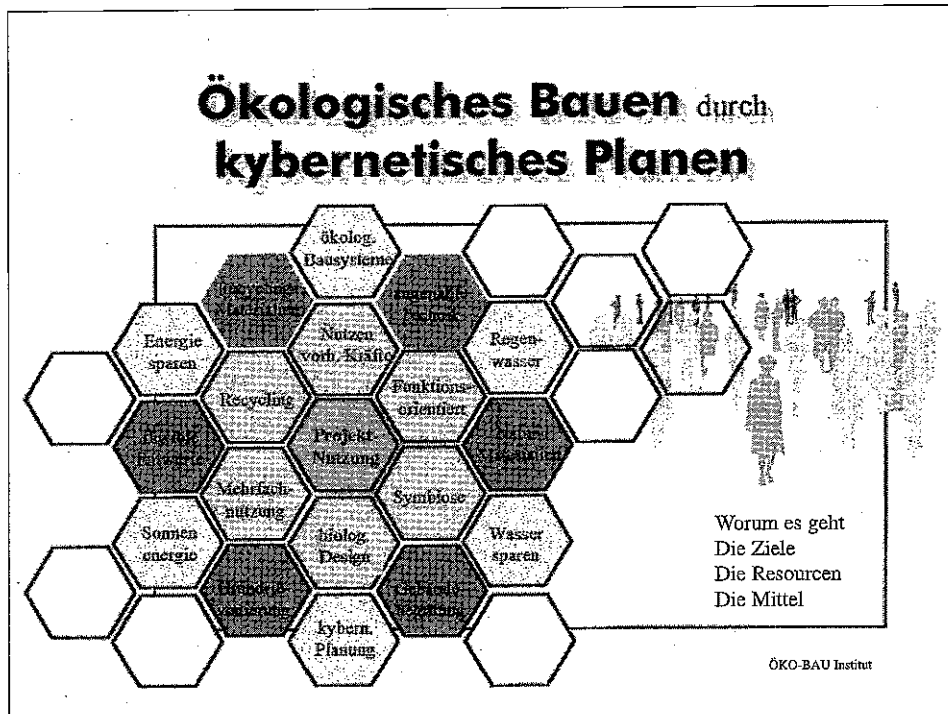 Ökologisches Bauen durch
kybernetisches Planen
ökolog.
Bausysteme
Energie
sparen
Nutzen
vorh. Kräfte
Regen-
wasser
Recycling
Funktions-
orientiert
Projekt-
Nutzung
Mehrfach-
nutzung
Symbiose
Sonnen
energie
biolog.
Design
Wasser
sparen
kybern.
Planung
Worum es geht
Die Ziele
Die Resourcen
Die Mittel
ÖKO-BAU Institut